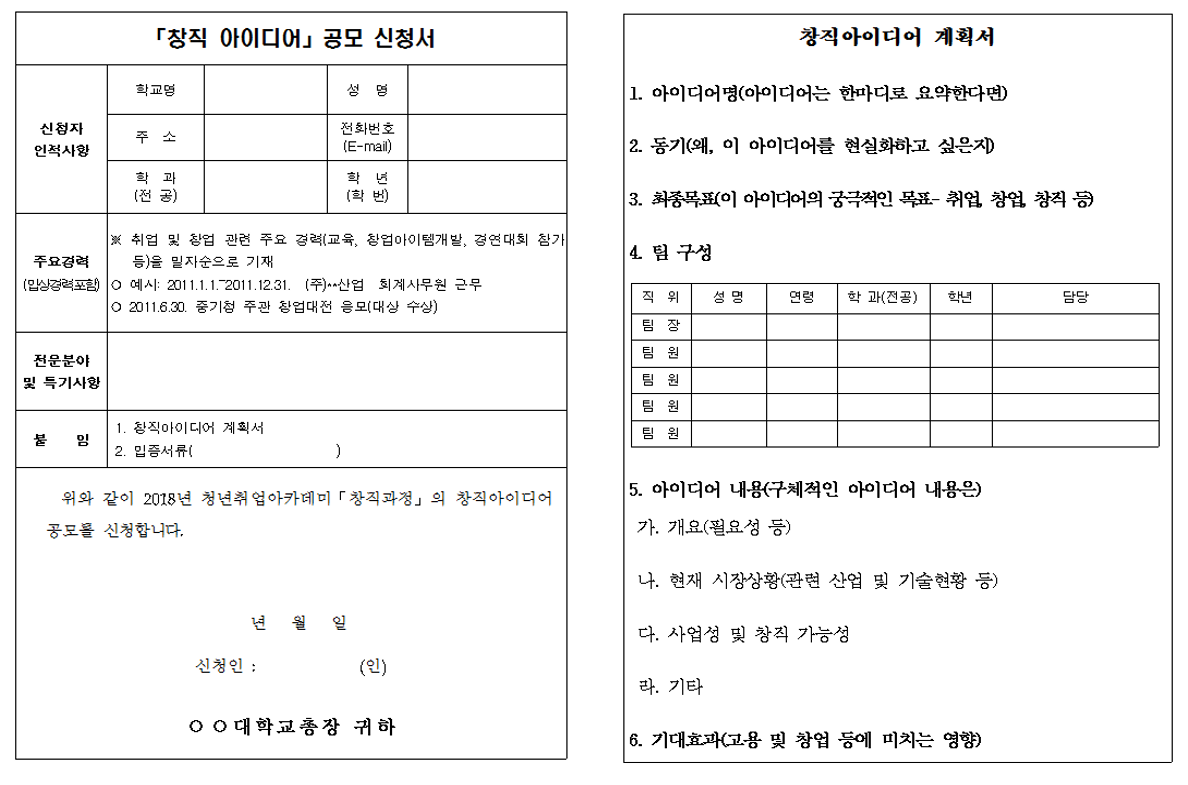 「창직 아이디어」 공모 신청서
신청자
인적사항
학교명
성 명
주 소
전화번호
(E-mail)
학 과
(전 공)
학 년
(학 번)
주요경력
(입상경력포함)
※ 취업 및 창업 관련 주요 경력(교육, 창업아이템개발, 경연대회 참가
등)을 일자순으로 기재
○ 예시: 2011.1.1.~2011.12.31. (주)**산업 회계사무원 근무
○ 2011.6.30. 중기청 주관 창업대전 응모(대상 수상)
전문분야
및 특기사항
붙 임
1. 창직아이디어 계획서
2. 입증서류( )
위와 같이 2018년 청년취업아카데미「창직과정」의 창직아이디어
공모를 신청합니다.
년 월 일
신청인 : (인)
○○대학교총장 귀하
창직아이디어 계획서
1. 아이디어명(아이디어는 한마디로 요약한다면)
2. 동기(왜, 이 아이디어를 현실화하고 싶은지)
3. 최종목표(이 아이디어의 궁극적인 목표- 취업, 창업, 창직 등)
4. 팀 구성
직 위 성 명 연령 학 과(전공) 학년 담당
팀 장
팀 원
팀 원
팀 원
팀 원
5. 아이디어 내용(구체적인 아이디어 내용은)
가. 개요(필요성 등)
나. 현재 시장상황(관련 산업 및 기술현황 등)
다. 사업성 및 창직 가능성
라. 기타
6. 기대효과(고용 및 창업 등에 미치는 영향)